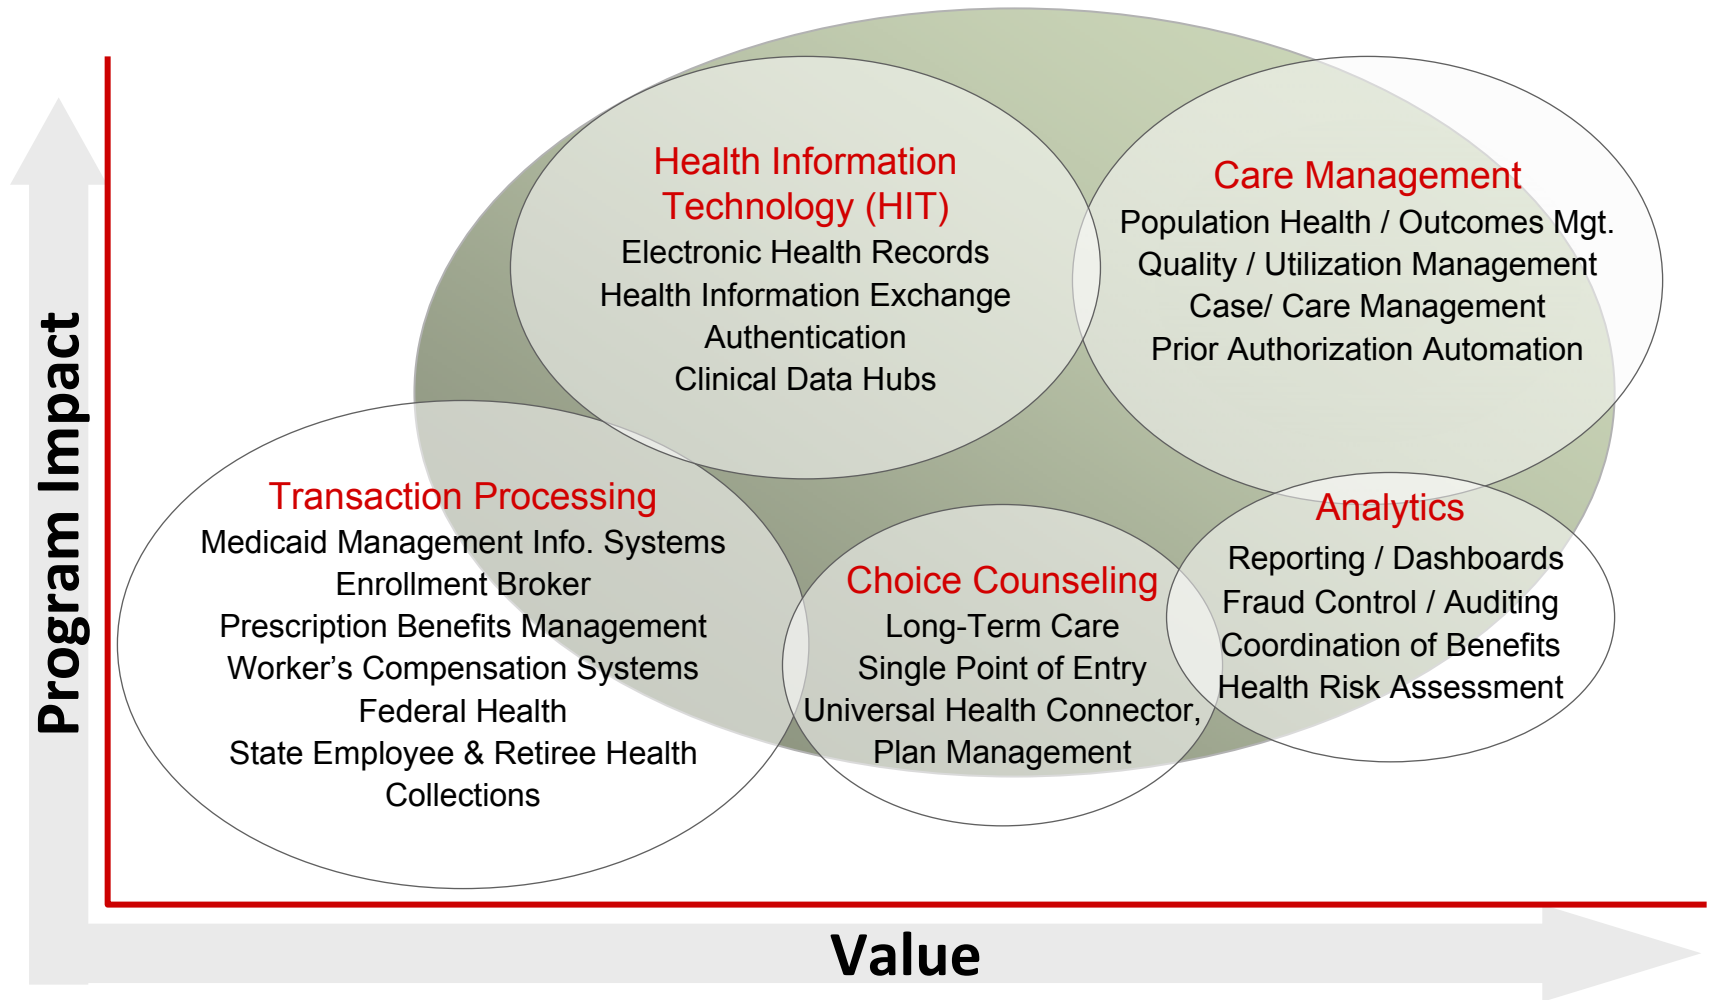 Program Impact
Health Information
Technology (HIT)
Electronic Health Records
Health Information Exchange
Authentication
Clinical Data Hubs
Care Management
Population Health / Outcomes Mgt.
Quality / Utilization Management
Case/ Care Management
Prior Authorization Automation
Transaction Processing
Medicaid Management Info. Systems
Enrollment Broker
Prescription Benefits Management
Worker’s Compensation Systems
Federal Health
State Employee & Retiree Health
Collections
Choice Counseling
Long-Term Care
Single Point of Entry
Universal Health Connector,
Plan Management
Analytics
Reporting / Dashboards
Fraud Control / Auditing
Coordination of Benefits
Health Risk Assessment
Value